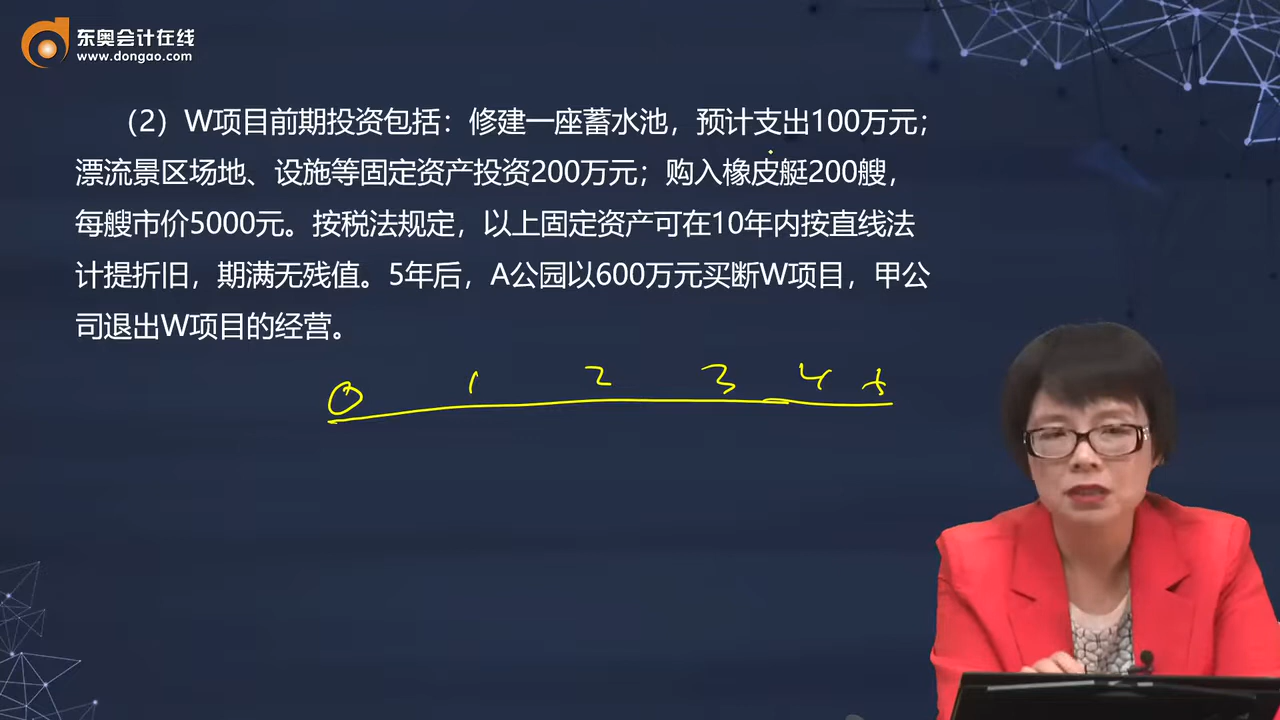 东奥会计在线
www.dongao.com
（2）W项目前期投资包括：修建一座蓄水池，预计支出100万元；
漂流景区场地、设施等固定资产投资200万元；购入橡皮艇200艘，
每艘市价5000元。按税法规定，以上固定资产可在10年内按直线法
计提折旧，期满无残值。5年后，A公园以600万元买断W项目，甲公
司退出W项目的经营。
0 1 2 3 4 5